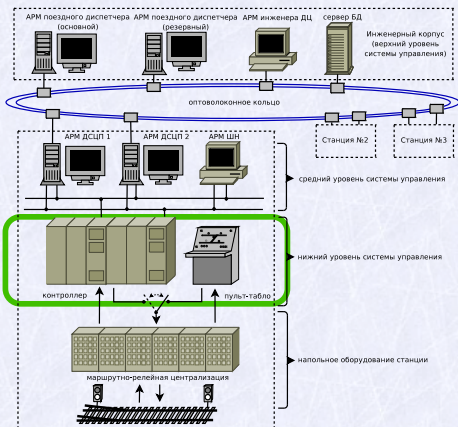 АРМ поездного диспетчера
(основной)
АРМ поездного диспетчера
(резервный)
АРМ инженера ДЦ
сервер БД
Инженерный корпус
(верхний уровень
системы управления)
оптоволоконное кольцо
АРМ ДСЦП 1
АРМ ДСЦП 2
АРМ ШН
Станция №2
Станция №3
средний уровень системы управления
нижний уровень системы управления
контроллер
пульт-табло
напольное оборудование станции
маршрутно-релейная централизация